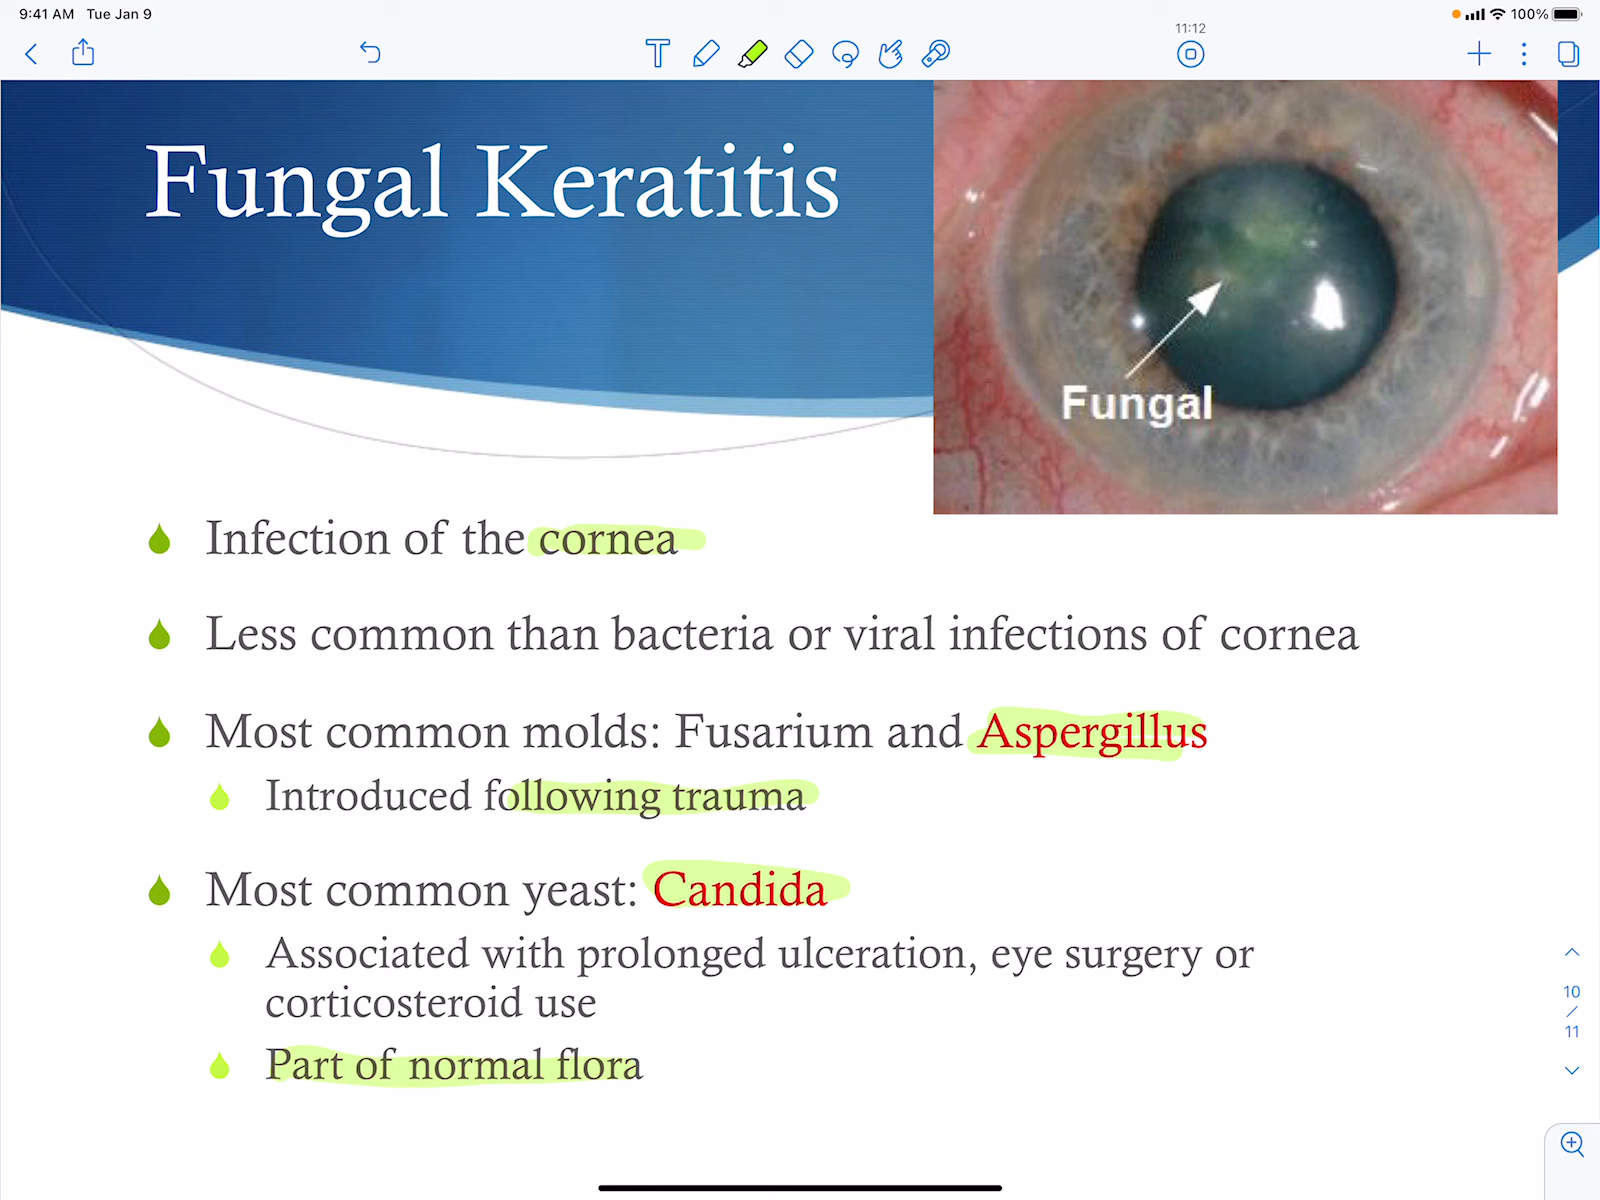 9:41 AM Tue Jan 9
100%
11:12
Fungal Keratitis
Fungal
Infection of the cornea
Less common than bacteria or viral infections of cornea
Most common molds: Fusarium and Aspergillus
Introduced following trauma
Most common yeast: Candida
Associated with prolonged ulceration, eye surgery or
corticosteroid use
Part of normal flora
10
/
11